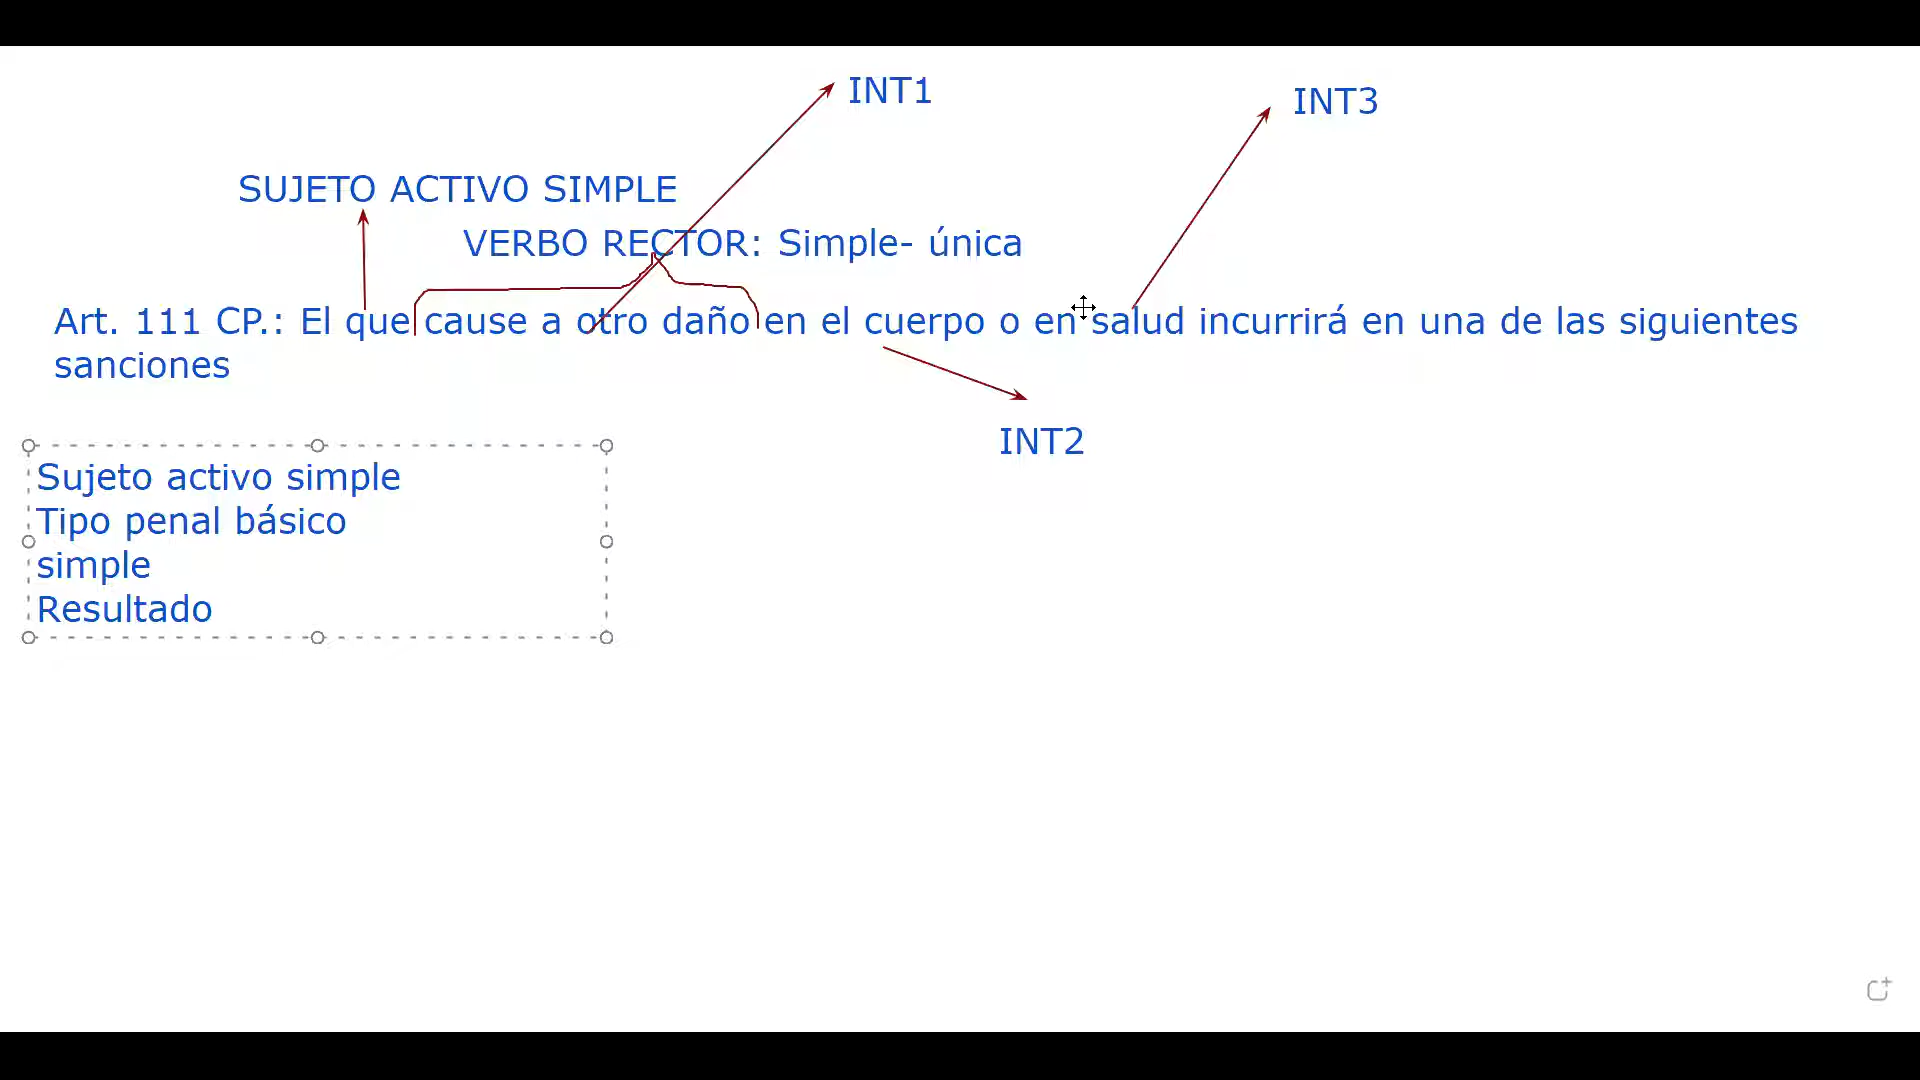 INT1
INT3
SUJETO ACTIVO SIMPLE
VERBO RECTOR: Simple- única
Art. 111 CP.: El que cause a otro daño en el cuerpo o en salud incurrirá en una de las siguientes
sanciones
INT2
Sujeto activo simple
Tipo penal básico
simple
Resultado